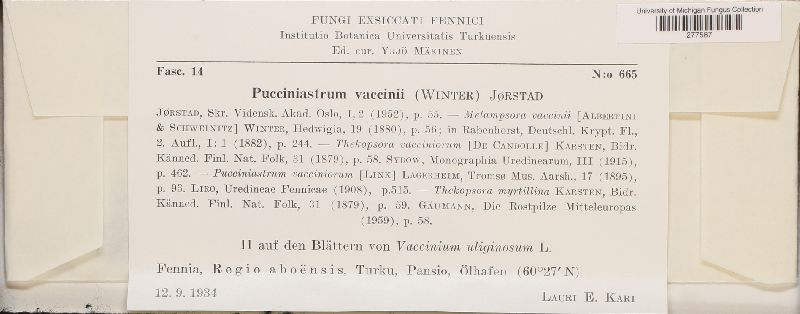 FUNGI EXSICCATI FENNICI
Institutio Botanica Universitatis Turkuensis
Ed. cur. YRJÖ MÄKINEN
University of Michigan Fungus Collection
277587
Fasc. 14
N:o 665
Pucciniastrum vaccinii (WINTER) JØRSTAD
JØRSTAD, Skr. Vidensk. Akad. Oslo, I, 2 (1952), p. 55. — Melampsora vaccinii [ALBERTINI
& SCHWEINITZ] WINTER, Hedwigia, 19 (1880), p. 56; in Rabenhorst, Deutschl. Krypt. Fl.,
2. Aufl., I: 1 (1882), p. 244. — Thekopsora vacciniorum [DE CANDOLLE] KARSTEN, Bidr.
Känned. Finl. Nat. Folk, 31 (1879), p. 58. SYDOW, Monographia Uredinearum, III (1915),
p. 462. — Pucciniastrum vacciniorum [LINK] LAGERHEIM, Tromsø Mus. Aarsh., 17 (1895),
p. 93. LIRO, Uredineae Fennicae (1908), p.515. — Thekopsora myrtillina KARSTEN, Bidr.
Känned. Finl. Nat. Folk, 31 (1879), p. 59. GÄUMANN, Die Rostpilze Mitteleuropas
(1959), p. 58.
II auf den Blättern von Vaccinium uliginosum L.
Fennia, Regio aboënsis, Turku, Pansio, Ölhafen (60°27′ N)
12. 9. 1934
LAURI E. KARI